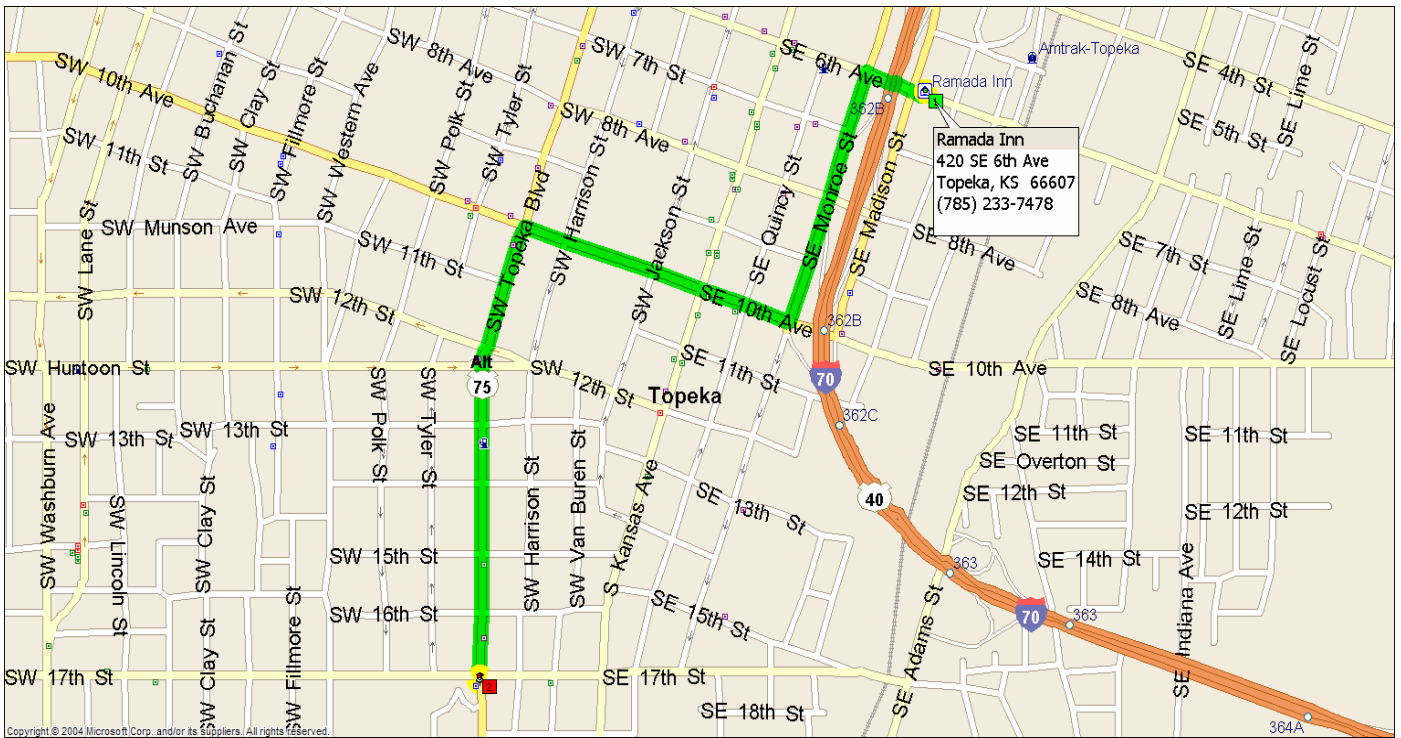 SW 10th Ave
SW Buchanan St
SW Clay St
SW Fillmore St
SW Western Ave
SW 8th Ave
SW Polk St
SW Tyler St
SW 7th St
SE 6th Ave
Ramada Inn
Amtrak-Topeka
SE 4th St
SE Lime St
SE 5th St
362B
SW 11th St
SW 8th Ave
Ramada Inn
420 SE 6th Ave
Topeka, KS 66607
(785) 233-7478
SW Lane St
SW Munson Ave
SW 11th St
SW Topeka Blvd
SW Harrison St
SW Jackson St
SE Quincy St
SE Monroe St
SE Madison St
SE 8th Ave
SE 7th St
SE Lime St
SE Locust St
SE 8th Ave
SW 12th St
SE 10th Ave
362B
SW Huntoon St
Alt
75
SW 12th St
SE 11th St
Topeka
70
SE 10th Ave
362C
SW Washburn Ave
SW 13th St
SW 13th St
SW Polk St
SW Tyler St
SE 11th St
SE 11th St
SE Overton St
SE 12th St
SE 12th St
40
SW Lincoln St
SW Clay St
SW Harrison St
SW Van Buren St
S Kansas Ave
SE 13th St
SW 15th St
363
SE 14th St
SE Indiana Ave
SW 16th St
SE 15th St
70
363
SE Adams St
SW 17th St
SW Clay St
SW Fillmore St
2
SE 17th St
SE 18th St
364A
1
Copyright © 2004 Microsoft Corp. and/or its suppliers. All rights reserved.